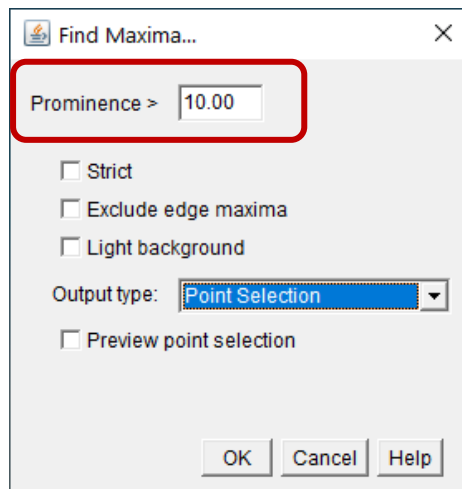 Find Maxima...
Prominence > 10.00
Strict
Exclude edge maxima
Light background
Output type: Point Selection
Preview point selection
OK Cancel Help